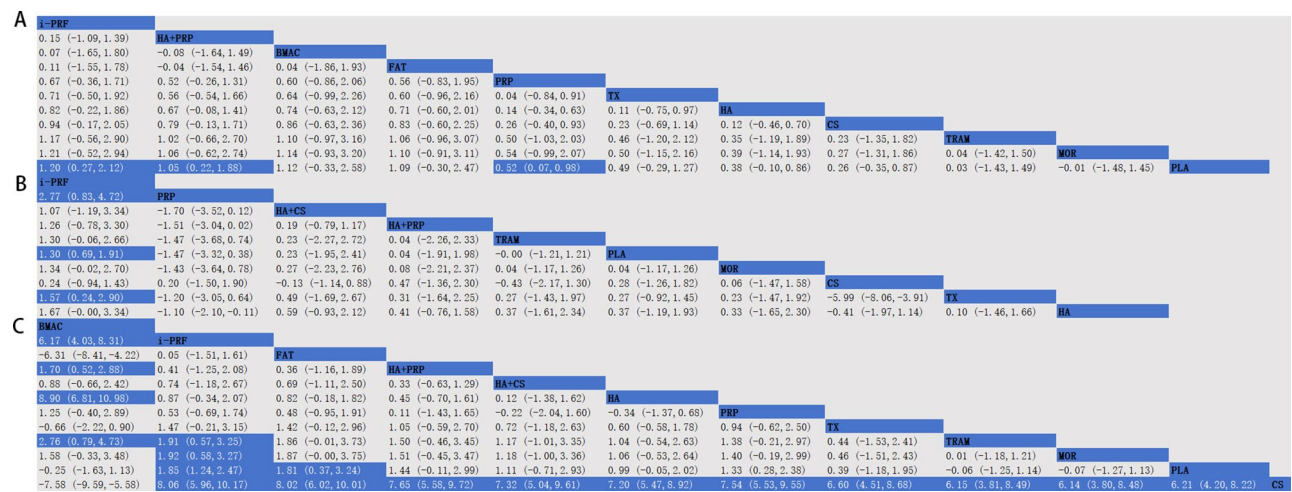 A
i-PRF
0.15 (-1.09, 1.39) HA+PRP
0.07 (-1.65, 1.80) -0.08 (-1.64, 1.49) BMAC
0.11 (-1.55, 1.78) -0.04 (-1.54, 1.46) 0.04 (-1.86, 1.93) FAT
0.67 (-0.36, 1.71) 0.52 (-0.26, 1.31) 0.60 (-0.86, 2.06) 0.56 (-0.83, 1.95) PRP
0.71 (-0.50, 1.92) 0.56 (-0.54, 1.66) 0.64 (-0.99, 2.26) 0.60 (-0.96, 2.16) 0.04 (-0.84, 0.91) TX
0.82 (-0.22, 1.86) 0.67 (-0.08, 1.41) 0.74 (-0.63, 2.12) 0.71 (-0.60, 2.01) 0.14 (-0.34, 0.63) 0.11 (-0.75, 0.97) HA
0.94 (-0.17, 2.05) 0.79 (-0.13, 1.71) 0.86 (-0.63, 2.36) 0.83 (-0.60, 2.25) 0.26 (-0.40, 0.93) 0.23 (-0.69, 1.14) 0.12 (-0.46, 0.70) CS
1.17 (-0.56, 2.90) 1.02 (-0.66, 2.70) 1.10 (-0.97, 3.16) 1.06 (-0.96, 3.07) 0.50 (-1.03, 2.03) 0.46 (-1.20, 2.12) 0.35 (-1.19, 1.89) 0.23 (-1.35, 1.82) TRAM
1.21 (-0.52, 2.94) 1.06 (-0.62, 2.74) 1.14 (-0.93, 3.20) 1.10 (-0.91, 3.11) 0.54 (-0.99, 2.07) 0.50 (-1.15, 2.16) 0.39 (-1.14, 1.93) 0.27 (-1.31, 1.86) 0.04 (-1.42, 1.50) MOR
1.20 (0.27, 2.12) 1.05 (0.22, 1.88) 1.12 (-0.33, 2.58) 1.09 (-0.30, 2.47) 0.52 (0.07, 0.98) 0.49 (-0.29, 1.27) 0.38 (-0.10, 0.86) 0.26 (-0.35, 0.87) 0.03 (-1.43, 1.49) -0.01 (-1.48, 1.45) PLA
B
i-PRF
2.77 (0.83, 4.72) PRP
1.07 (-1.19, 3.34) -1.70 (-3.52, 0.12) HA+CS
1.26 (-0.78, 3.30) -1.51 (-3.04, 0.02) 0.19 (-0.79, 1.17) HA+PRP
1.30 (-0.06, 2.66) -1.47 (-3.68, 0.74) 0.23 (-2.27, 2.72) 0.04 (-2.26, 2.33) TRAM
1.30 (0.69, 1.91) -1.47 (-3.32, 0.38) 0.23 (-1.95, 2.41) 0.04 (-1.91, 1.98) -0.00 (-1.21, 1.21) PLA
1.34 (-0.02, 2.70) -1.43 (-3.64, 0.78) 0.27 (-2.23, 2.76) 0.08 (-2.21, 2.37) 0.04 (-1.17, 1.26) 0.04 (-1.17, 1.26) MOR
0.24 (-0.94, 1.43) 0.20 (-1.50, 1.90) -0.13 (-1.14, 0.88) 0.47 (-1.36, 2.30) -0.43 (-2.17, 1.30) 0.28 (-1.26, 1.82) 0.06 (-1.47, 1.58) CS
1.57 (0.24, 2.90) -1.20 (-3.05, 0.64) 0.49 (-1.69, 2.67) 0.31 (-1.64, 2.25) 0.27 (-1.43, 1.97) 0.27 (-0.92, 1.45) 0.23 (-1.47, 1.92) -5.99 (-8.06, -3.91) TX
1.67 (-0.00, 3.34) -1.10 (-2.10, -0.11) 0.59 (-0.93, 2.12) 0.41 (-0.76, 1.58) 0.37 (-1.61, 2.34) 0.37 (-1.19, 1.93) 0.33 (-1.65, 2.30) -0.41 (-1.97, 1.14) 0.10 (-1.46, 1.66) HA
C
BMAC
6.17 (4.03, 8.31) i-PRF
-6.31 (-8.41, -4.22) 0.05 (-1.51, 1.61) FAT
1.70 (0.52, 2.88) 0.41 (-1.25, 2.08) 0.36 (-1.16, 1.89) HA+PRP
0.88 (-0.66, 2.42) 0.74 (-1.18, 2.67) 0.69 (-1.11, 2.50) 0.33 (-0.63, 1.29) HA+CS
8.90 (6.81, 10.98) 0.87 (-0.34, 2.07) 0.82 (-0.18, 1.82) 0.45 (-0.70, 1.61) 0.12 (-1.38, 1.62) HA
1.25 (-0.40, 2.89) 0.53 (-0.69, 1.74) 0.48 (-0.95, 1.91) 0.11 (-1.43, 1.65) -0.22 (-2.04, 1.60) -0.34 (-1.37, 0.68) PRP
-0.66 (-2.22, 0.90) 1.47 (-0.21, 3.15) 1.42 (-0.12, 2.96) 1.05 (-0.59, 2.70) 0.72 (-1.18, 2.63) 0.60 (-0.58, 1.78) 0.94 (-0.62, 2.50) TX
2.76 (0.79, 4.73) 1.91 (0.57, 3.25) 1.86 (-0.01, 3.73) 1.50 (-0.46, 3.45) 1.17 (-1.01, 3.35) 1.04 (-0.54, 2.63) 1.38 (-0.21, 2.97) 0.44 (-1.53, 2.41) TRAM
1.58 (-0.33, 3.48) 1.92 (0.58, 3.27) 1.87 (-0.00, 3.75) 1.51 (-0.45, 3.47) 1.18 (-1.00, 3.36) 1.06 (-0.53, 2.64) 1.40 (-0.19, 2.99) 0.46 (-1.51, 2.43) 0.01 (-1.18, 1.21) MOR
-0.25 (-1.63, 1.13) 1.85 (1.24, 2.47) 1.81 (0.37, 3.24) 1.44 (-0.11, 2.99) 1.11 (-0.71, 2.93) 0.99 (-0.05, 2.02) 1.33 (0.28, 2.38) 0.39 (-1.18, 1.95) -0.06 (-1.25, 1.14) -0.07 (-1.27, 1.13) PLA
-7.58 (-9.59, -5.58) 8.06 (5.96, 10.17) 8.02 (6.02, 10.01) 7.65 (5.58, 9.72) 7.32 (5.04, 9.61) 7.20 (5.47, 8.92) 7.54 (5.53, 9.55) 6.60 (4.51, 8.68) 6.15 (3.81, 8.49) 6.14 (3.80, 8.48) 6.21 (4.20, 8.22) CS